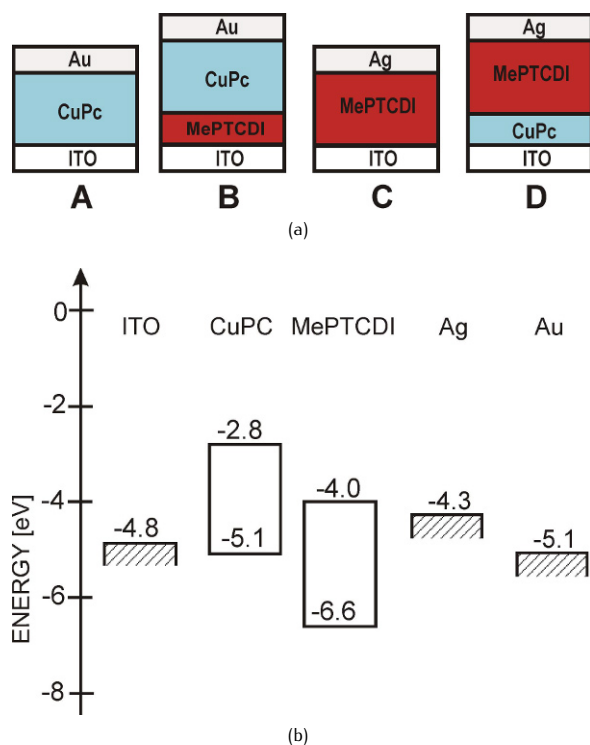 Au
CuPc
ITO
A
Au
CuPc
MePTCDI
ITO
B
Ag
MePTCDI
ITO
C
Ag
MePTCDI
CuPc
ITO
D
(a)
ENERGY [eV]
0
-2
-4
-6
-8
ITO
CuPC
MePTCDI
Ag
Au
-4.8
-2.8
-5.1
-4.0
-6.6
-4.3
-5.1
(b)